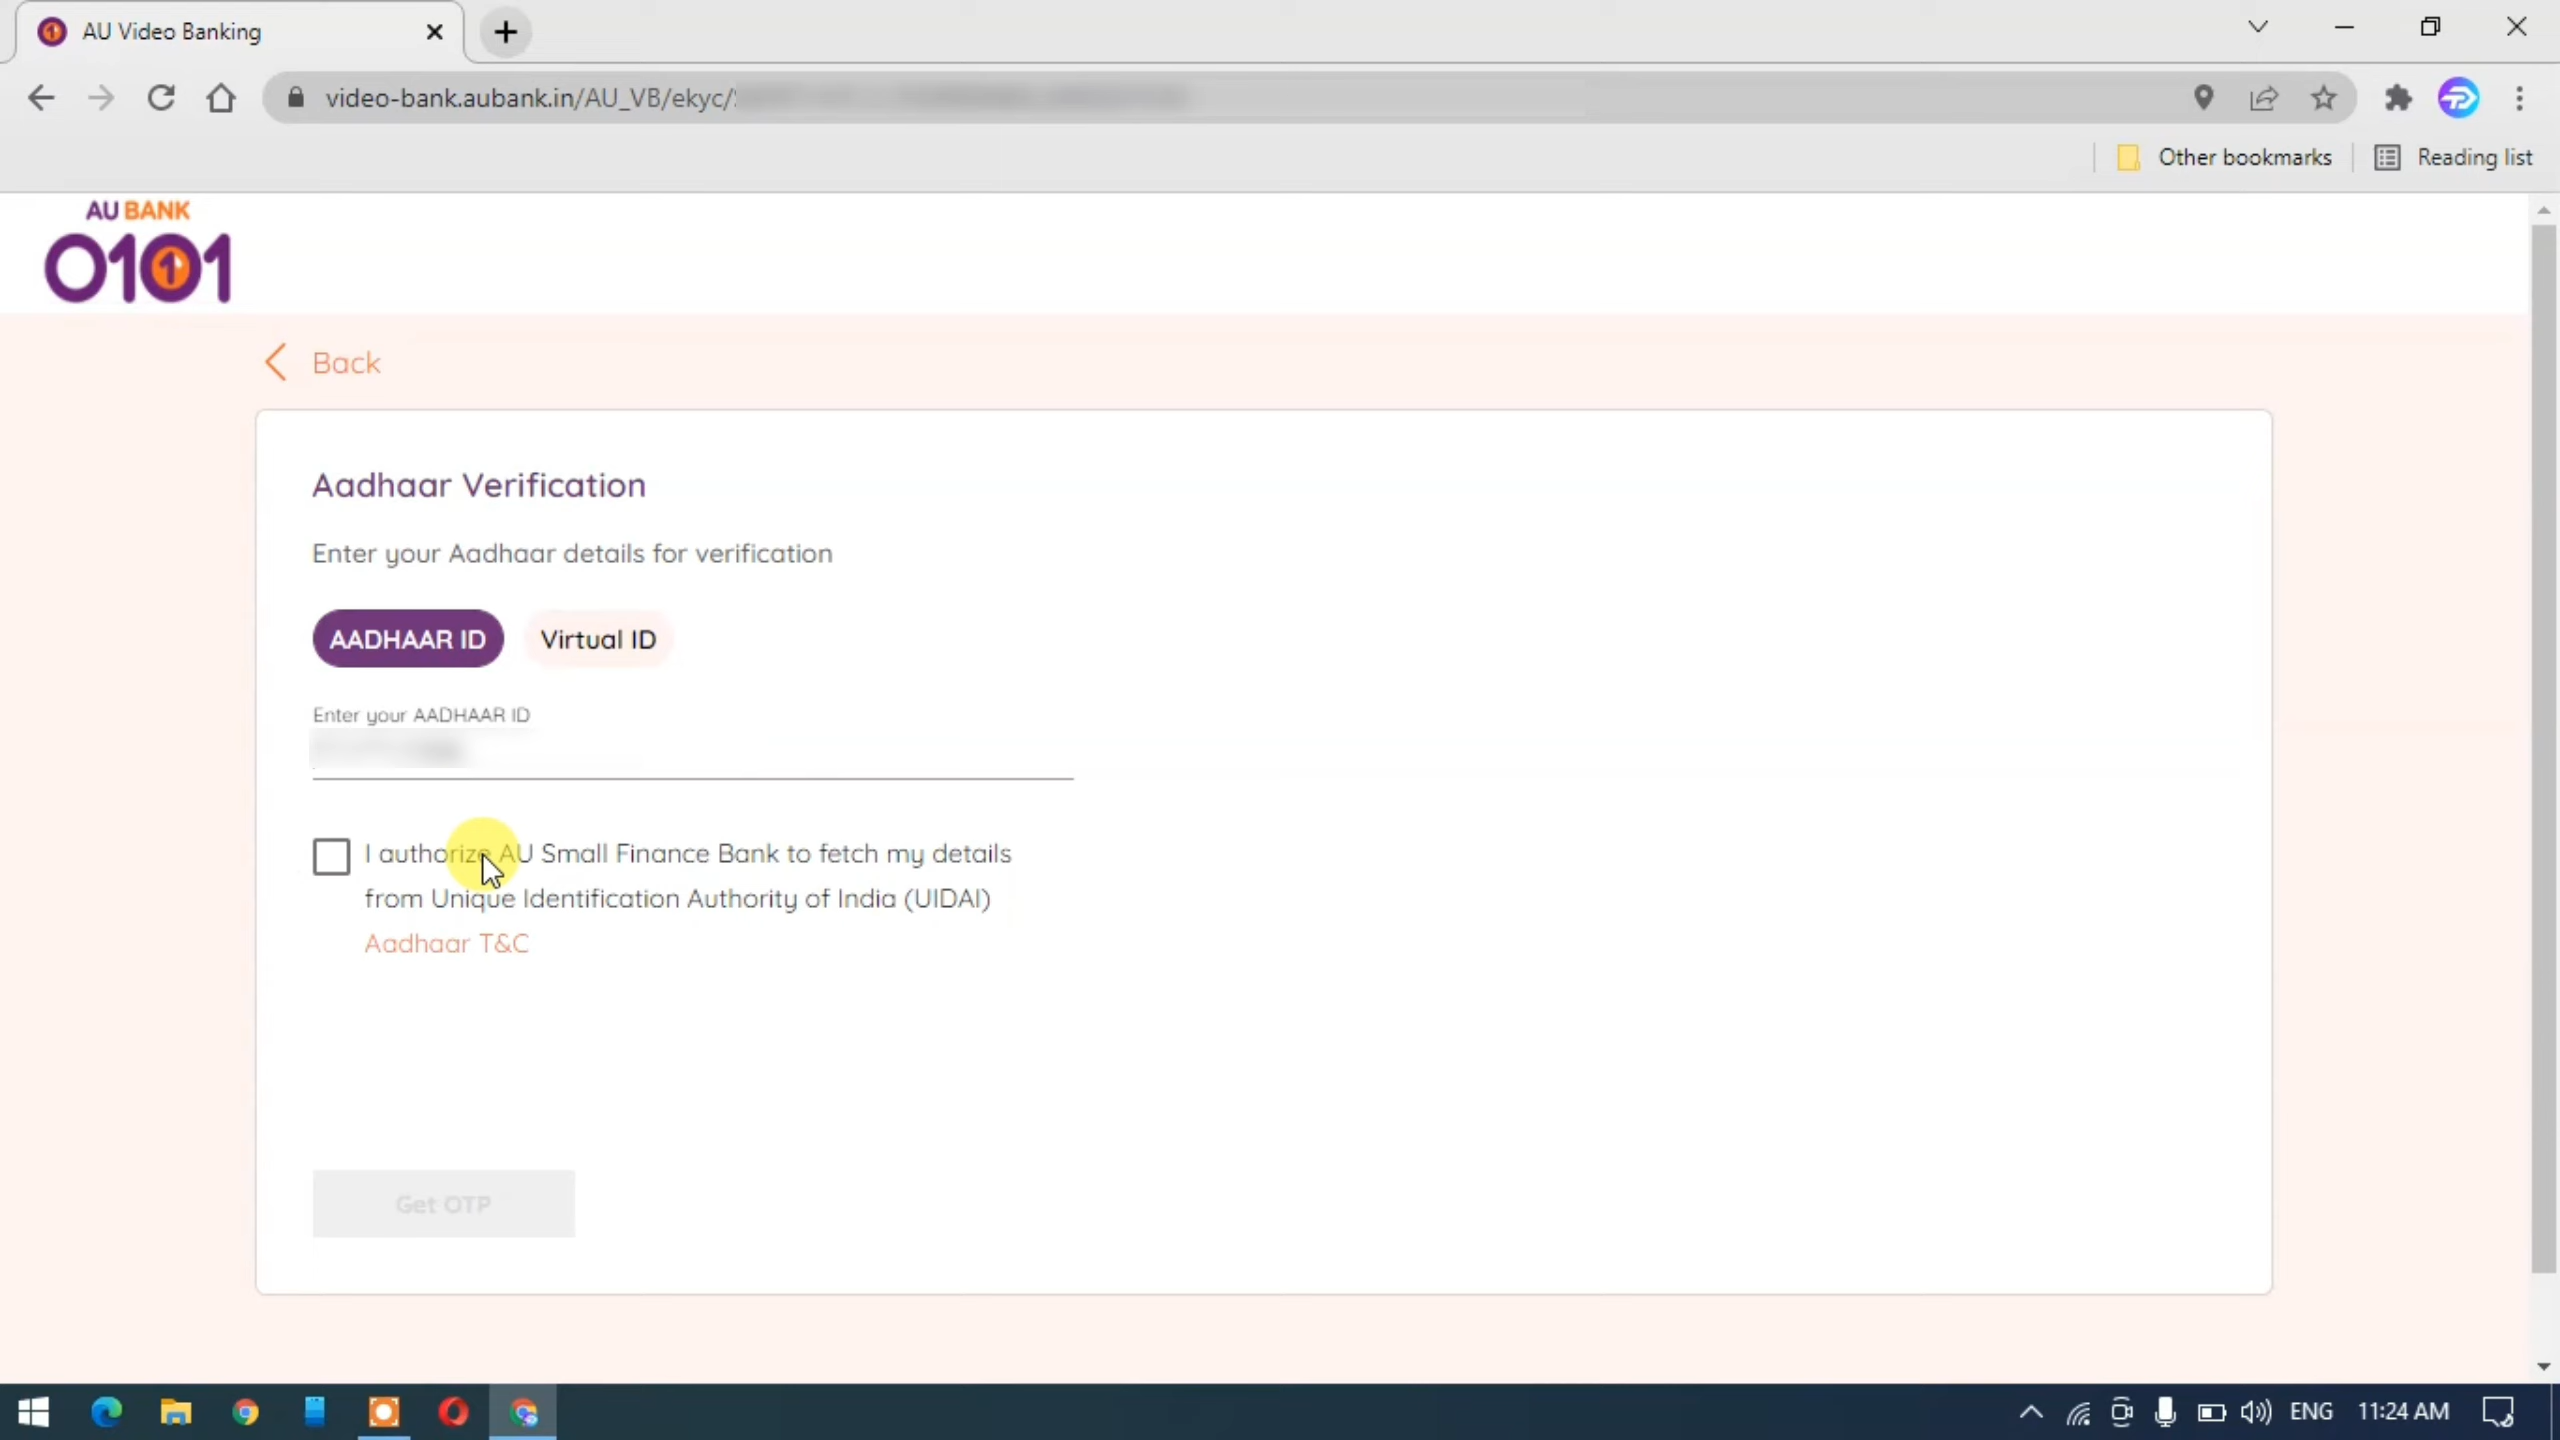 AU Video Banking
video-bank.aubank.in/AU_VB/ekyc/
Other bookmarks
Reading list
AU BANK
0101
Back
Aadhaar Verification
Enter your Aadhaar details for verification
AADHAAR ID
Virtual ID
Enter your AADHAAR ID
I authorize AU Small Finance Bank to fetch my details
from Unique Identification Authority of India (UIDAI)
Aadhaar T&C
Get OTP
ENG
11:24 AM